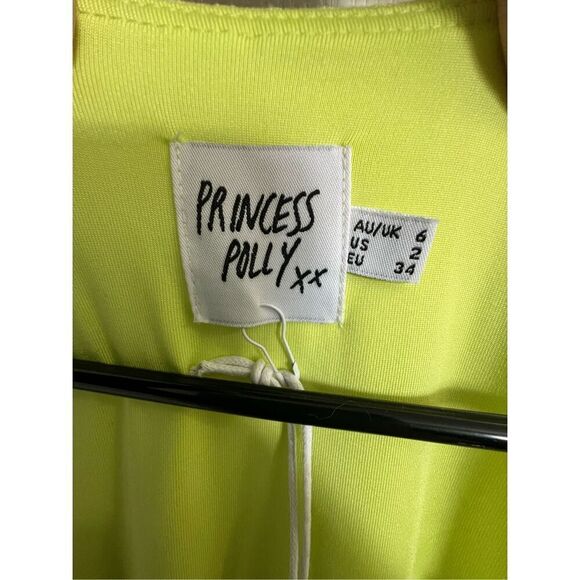 PRINCESS
POLLY xx
AU/UK 6
US 2
EU 34